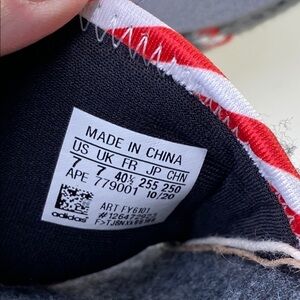 MADE IN CHINA
US UK FR JP CHN
7 7 40⅔ 255 250
APE 779001 10/20
ART FY6101
adidas